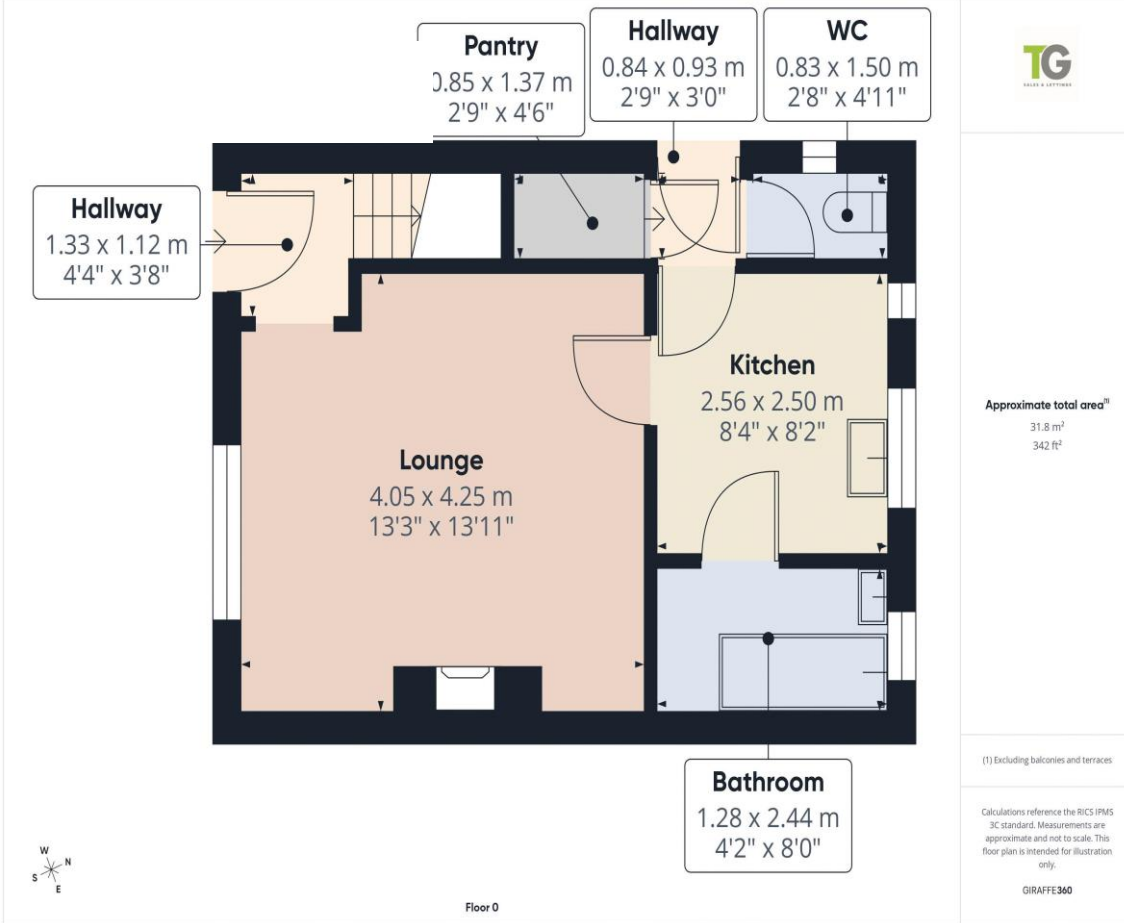 Pantry
0.85 x 1.37 m
2'9" x 4'6"
Hallway
0.84 x 0.93 m
2'9" x 3'0"
WC
0.83 x 1.50 m
2'8" x 4'11"
Hallway
1.33 x 1.12 m
4'4" x 3'8"
Kitchen
2.56 x 2.50 m
8'4" x 8'2"
Lounge
4.05 x 4.25 m
13'3" x 13'11"
Bathroom
1.28 x 2.44 m
4'2" x 8'0"
W
N
S
E
Floor 0
TG
SALES & LETTINGS
Approximate total area(1)
31.8 m²
342 ft²
(1) Excluding balconies and terraces
Calculations reference the RICS IPMS
3C standard. Measurements are
approximate and not to scale. This
floor plan is intended for illustration
only.
GIRAFFE360